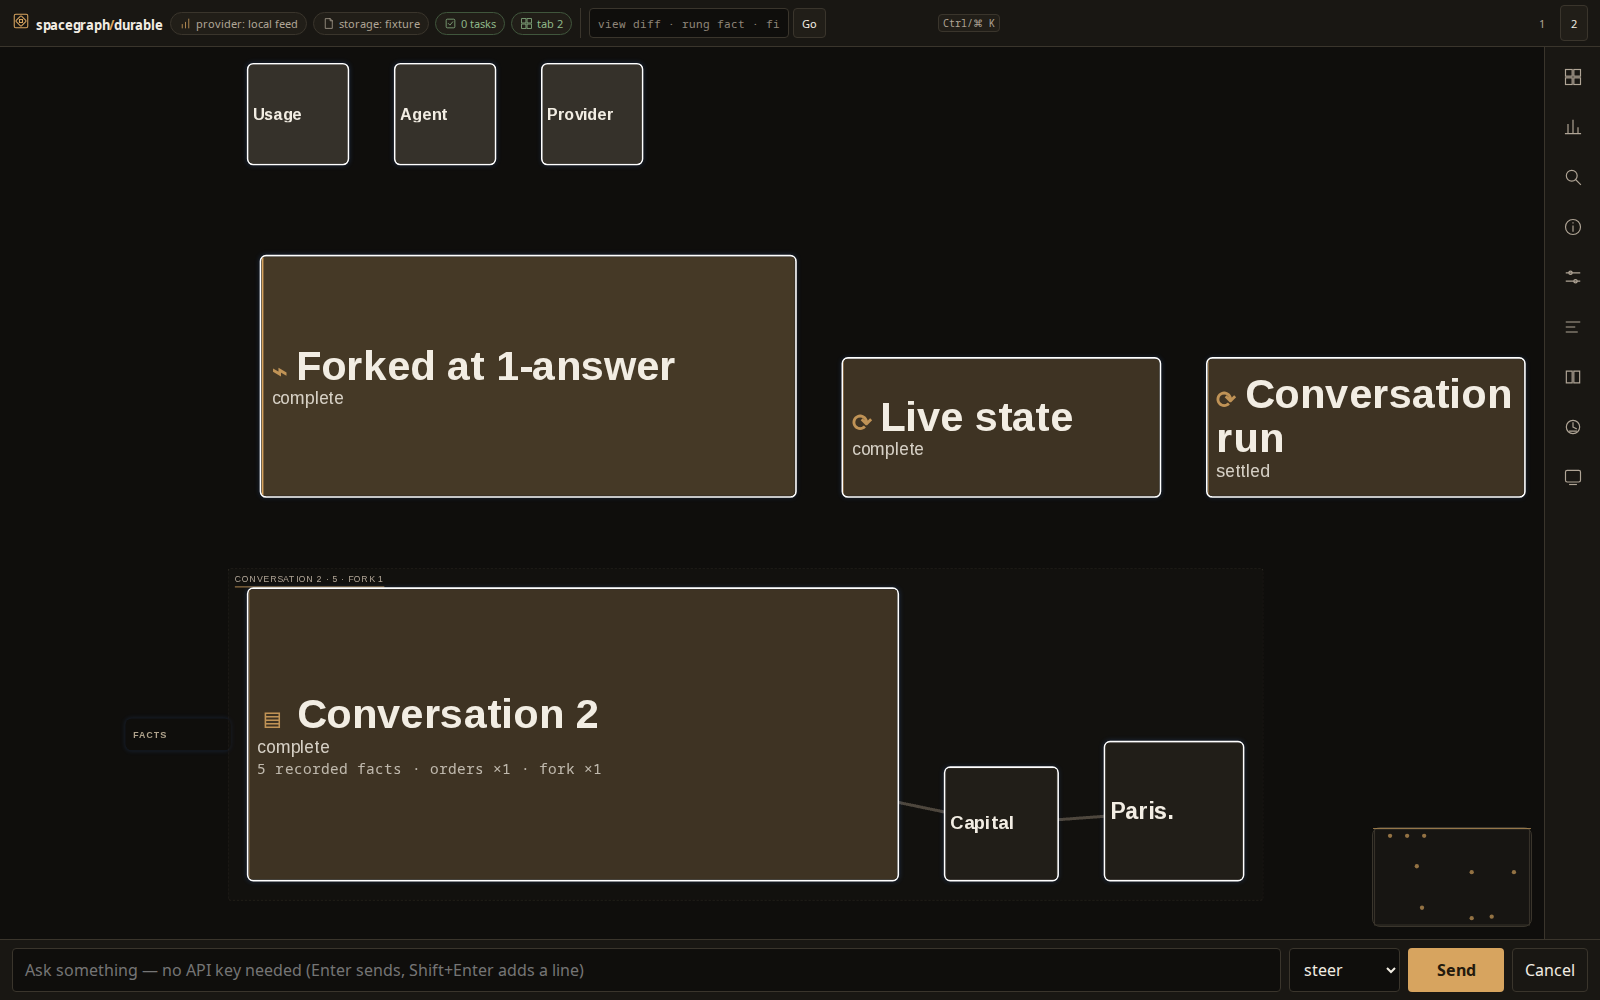 spacegraph/durable
provider: local feed
storage: fixture
0 tasks
tab 2
view diff · rung fact · fi
Go
Ctrl/⌘ K
1
2
Usage
Agent
Provider
⌁ Forked at 1-answer
complete
⟳ Live state
complete
⟳ Conversation
run
settled
CONVERSATION 2 · 5 · FORK 1
▤ Conversation 2
complete
5 recorded facts · orders ×1 · fork ×1
FACTS
Capital
Paris.
Ask something — no API key needed (Enter sends, Shift+Enter adds a line)
steer
Send
Cancel